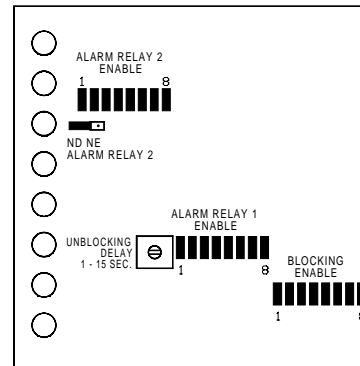 ALARM RELAY 2
ENABLE
1 8
ND NE
ALARM RELAY 2
ALARM RELAY 1
ENABLE
UNBLOCKING
DELAY
1 - 15 SEC.
1 8
BLOCKING
ENABLE
1 8